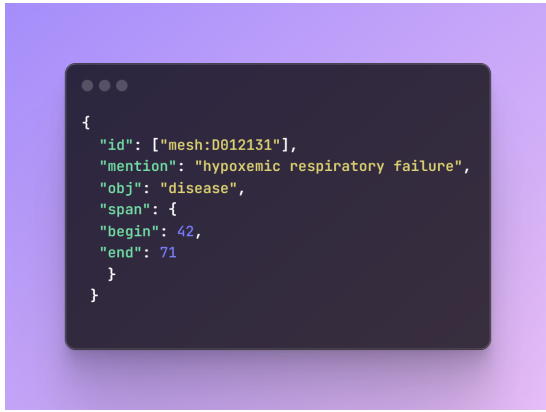 {
"id": ["mesh:D012131"],
"mention": "hypoxemic respiratory failure",
"obj": "disease",
"span": {
"begin": 42,
"end": 71
}
}